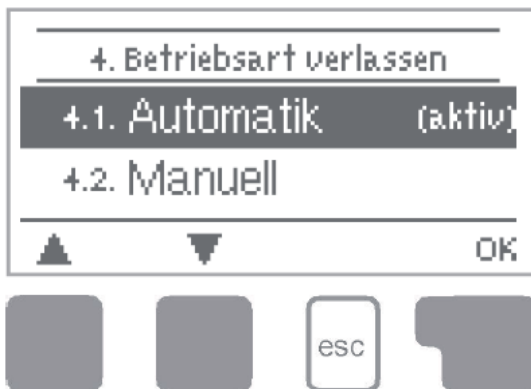 4. Betriebsart verlassen
4.1. Automatik (aktiv)
4.2. Manuell
▲ ▼ OK
esc